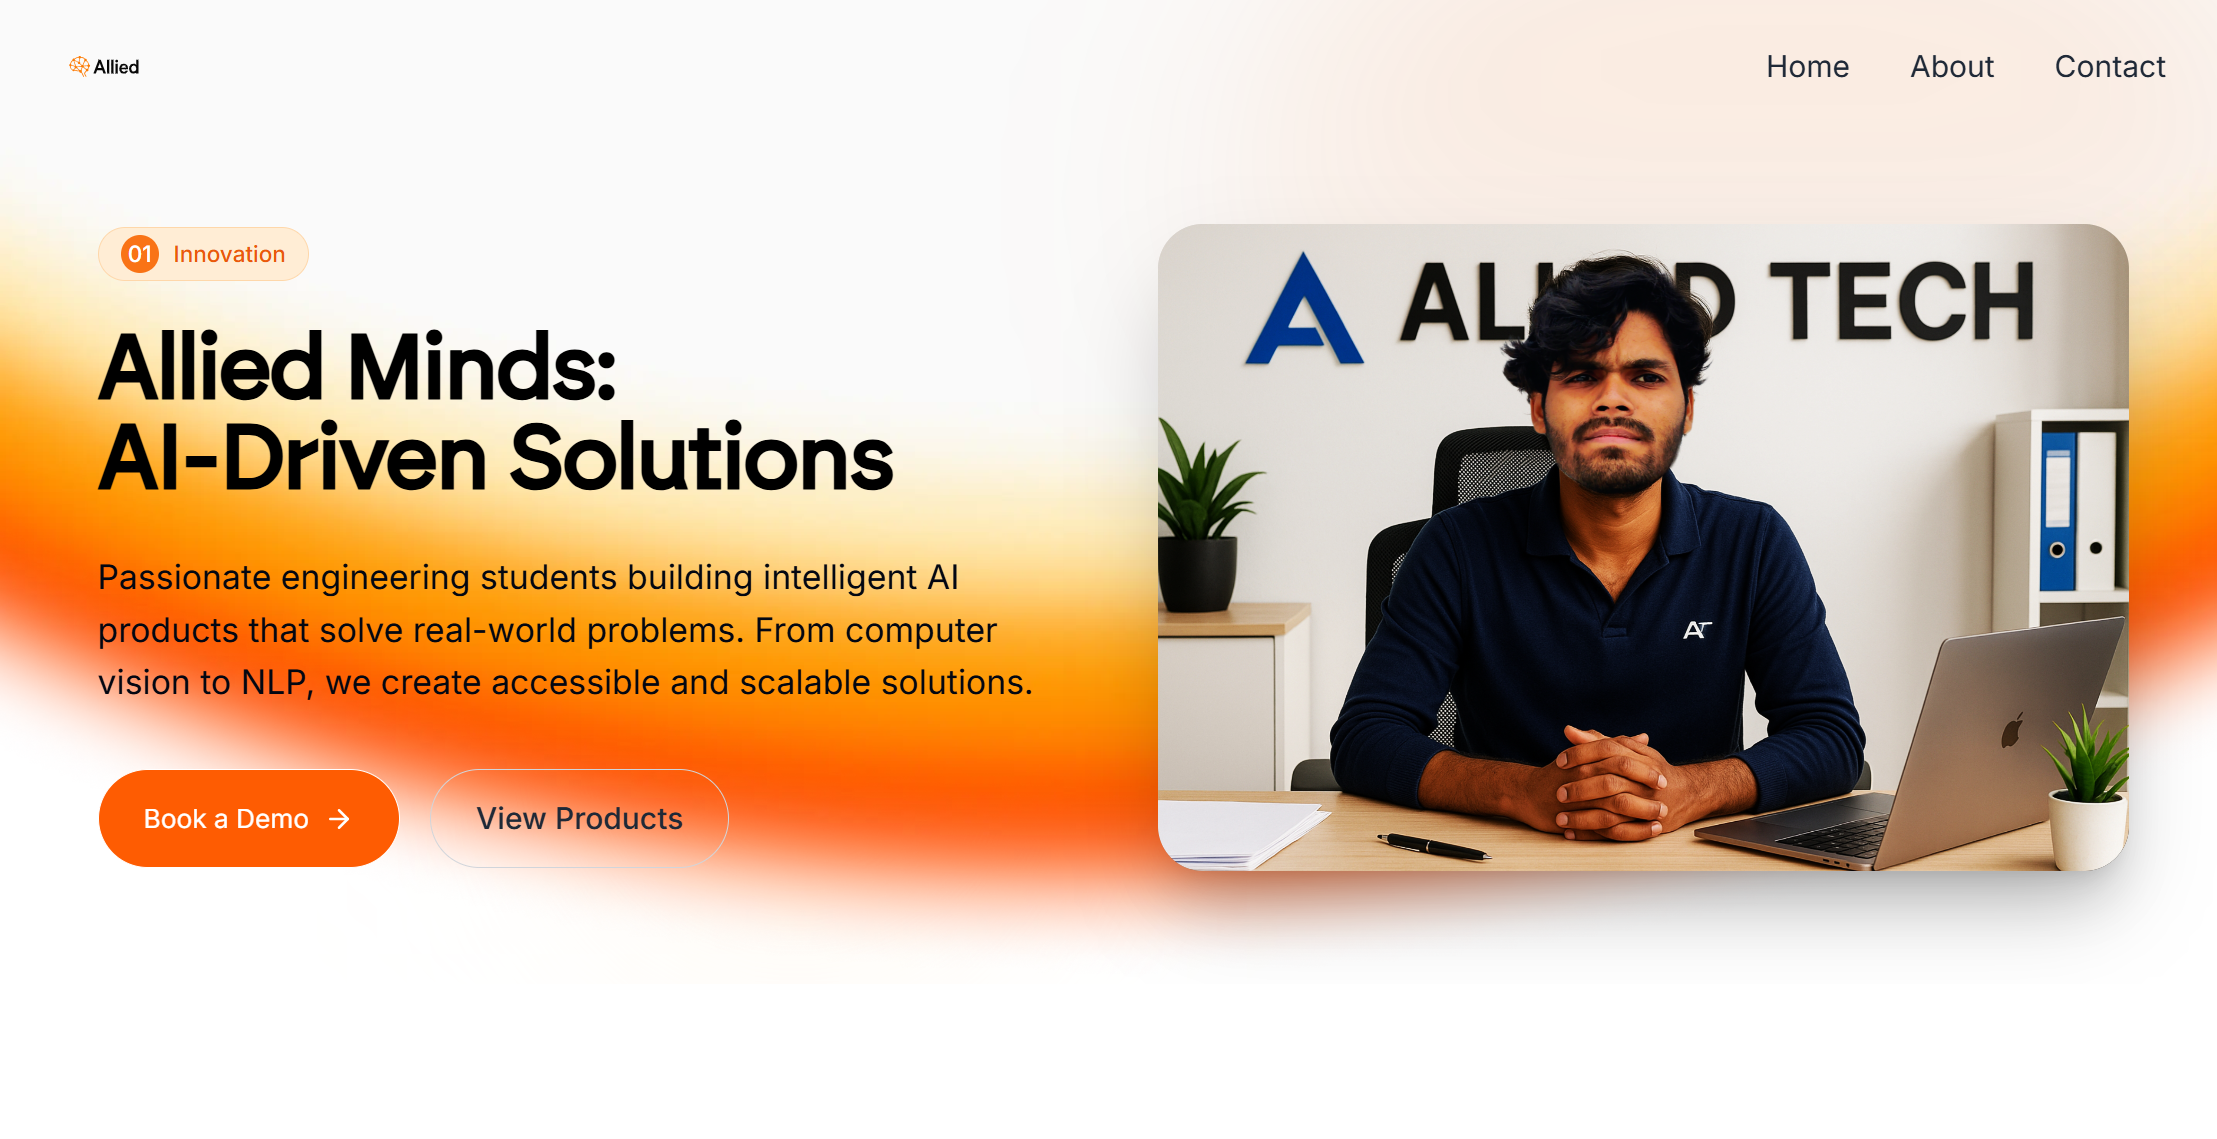 Allied
Home
About
Contact
01 Innovation
Allied Minds:
AI-Driven Solutions
Passionate engineering students building intelligent AI
products that solve real-world problems. From computer
vision to NLP, we create accessible and scalable solutions.
Book a Demo →
View Products
TECH
AT